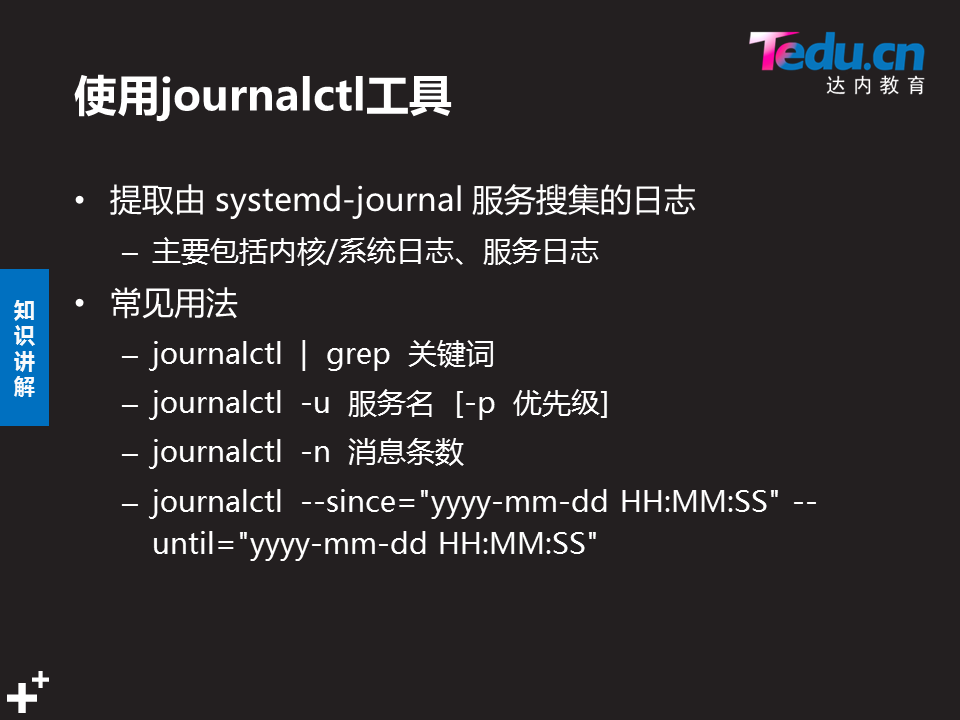 Tedu.cn
达内教育
使用journalctl工具
• 提取由 systemd-journal 服务搜集的日志
– 主要包括内核/系统日志、服务日志
• 常见用法
– journalctl | grep 关键词
– journalctl -u 服务名 [-p 优先级]
– journalctl -n 消息条数
– journalctl --since="yyyy-mm-dd HH:MM:SS" --
until="yyyy-mm-dd HH:MM:SS"
知
识
讲
解